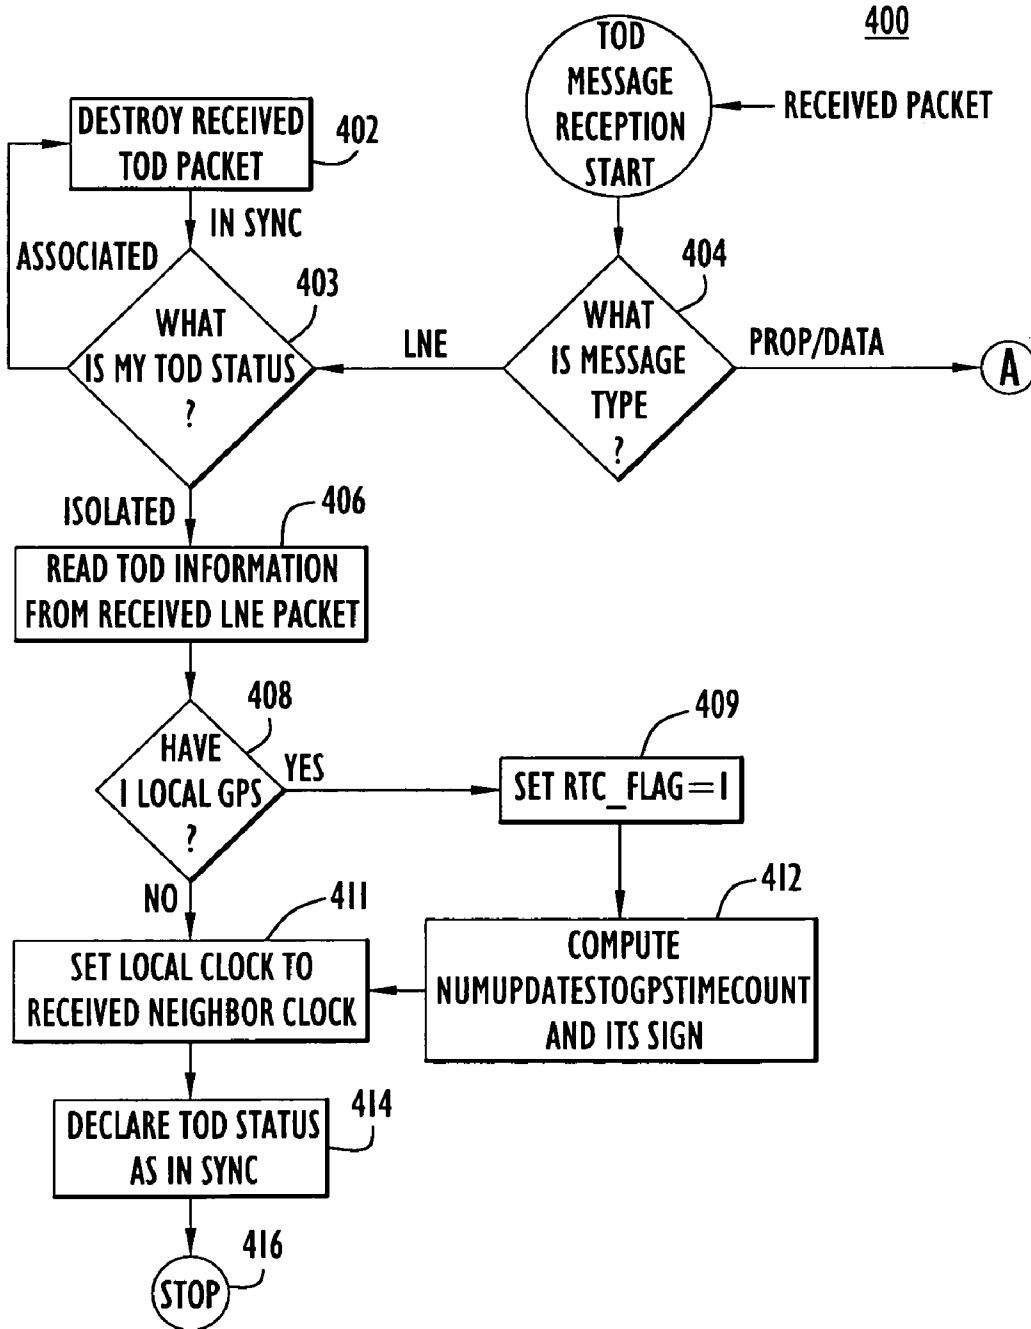 400
TOD
MESSAGE
RECEPTION
START
RECEIVED PACKET
DESTROY RECEIVED
TOD PACKET
402
IN SYNC
ASSOCIATED
403
WHAT
IS MY TOD STATUS
?
LNE
404
WHAT
IS MESSAGE
TYPE
?
PROP/DATA
A
ISOLATED
406
READ TOD INFORMATION
FROM RECEIVED LNE PACKET
408
HAVE
I LOCAL GPS
?
YES
409
SET RTC_FLAG=1
NO
411
412
SET LOCAL CLOCK TO
RECEIVED NEIGHBOR CLOCK
COMPUTE
NUMUPDATESTOGPSTIMECOUNT
AND ITS SIGN
414
DECLARE TOD STATUS
AS IN SYNC
416
STOP